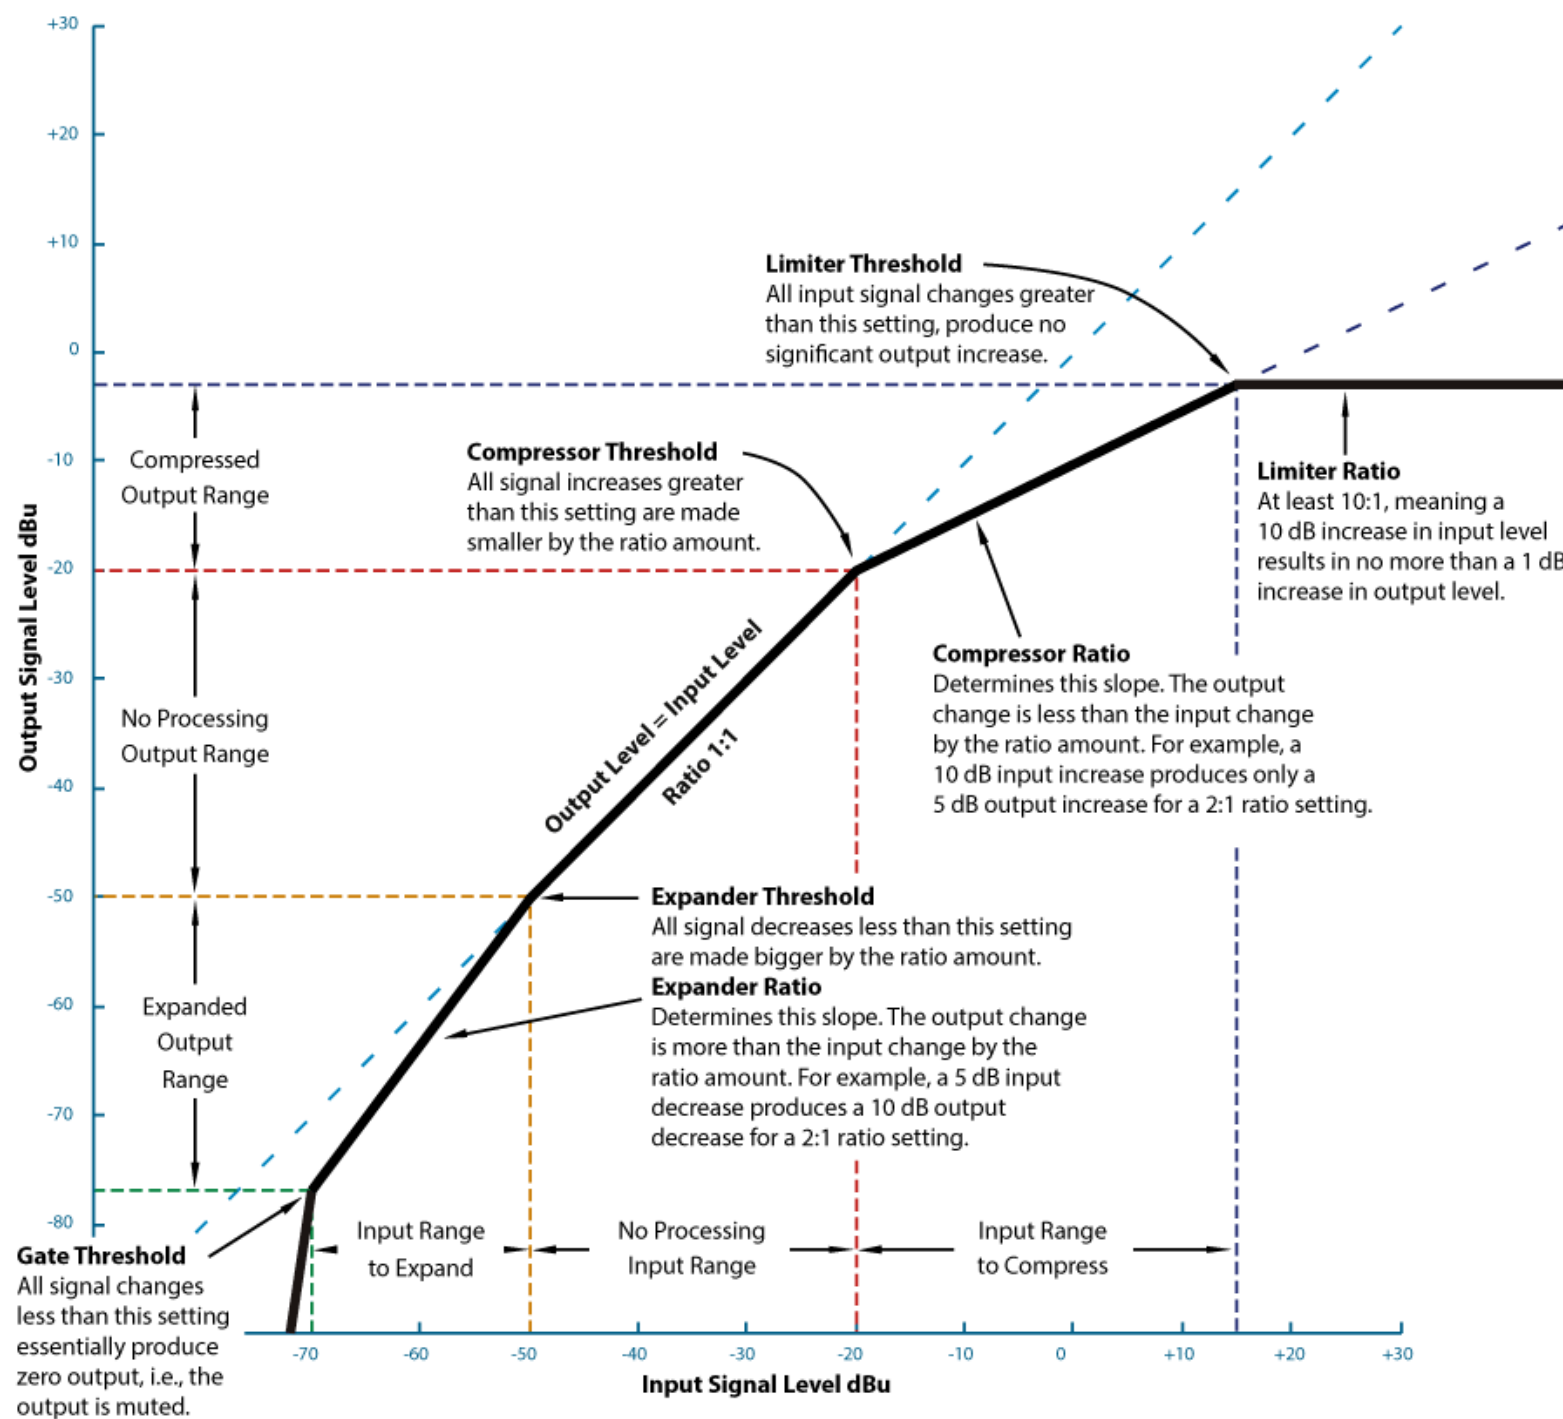 +30
+20
+10
0
-10
-20
-30
-40
-50
-60
-70
-80
Output Signal Level dBu
Limiter Threshold
All input signal changes greater
than this setting, produce no
significant output increase.
Compressed
Output Range
Compressor Threshold
All signal increases greater
than this setting are made
smaller by the ratio amount.
Limiter Ratio
At least 10:1, meaning a
10 dB increase in input level
results in no more than a 1 dB
increase in output level.
No Processing
Output Range
Output Level = Input Level
Ratio 1:1
Compressor Ratio
Determines this slope. The output
change is less than the input change
by the ratio amount. For example, a
10 dB input increase produces only a
5 dB output increase for a 2:1 ratio setting.
Expander Threshold
All signal decreases less than this setting
are made bigger by the ratio amount.
Expander Ratio
Determines this slope. The output change
is more than the input change by the
ratio amount. For example, a 5 dB input
decrease produces a 10 dB output
decrease for a 2:1 ratio setting.
Expanded
Output
Range
Gate Threshold
All signal changes
less than this setting
essentially produce
zero output, i.e., the
output is muted.
Input Range
to Expand
No Processing
Input Range
Input Range
to Compress
-70
-60
-50
-40
-30
-20
-10
0
+10
+20
+30
Input Signal Level dBu